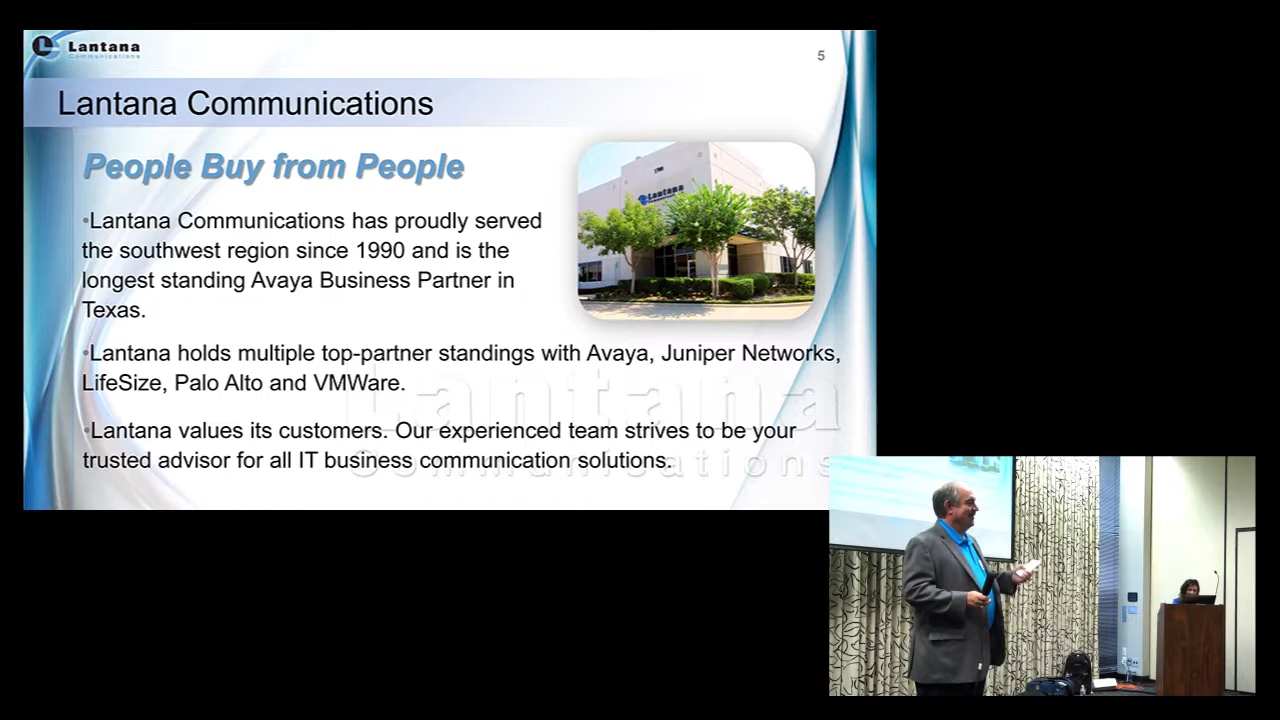 Lantana
Communications
5
Lantana Communications
People Buy from People
•Lantana Communications has proudly served
the southwest region since 1990 and is the
longest standing Avaya Business Partner in
Texas.
•Lantana holds multiple top-partner standings with Avaya, Juniper Networks,
LifeSize, Palo Alto and VMWare.
•Lantana values its customers. Our experienced team strives to be your
trusted advisor for all IT business communication solutions.
Lantana
Communications
LANTANA